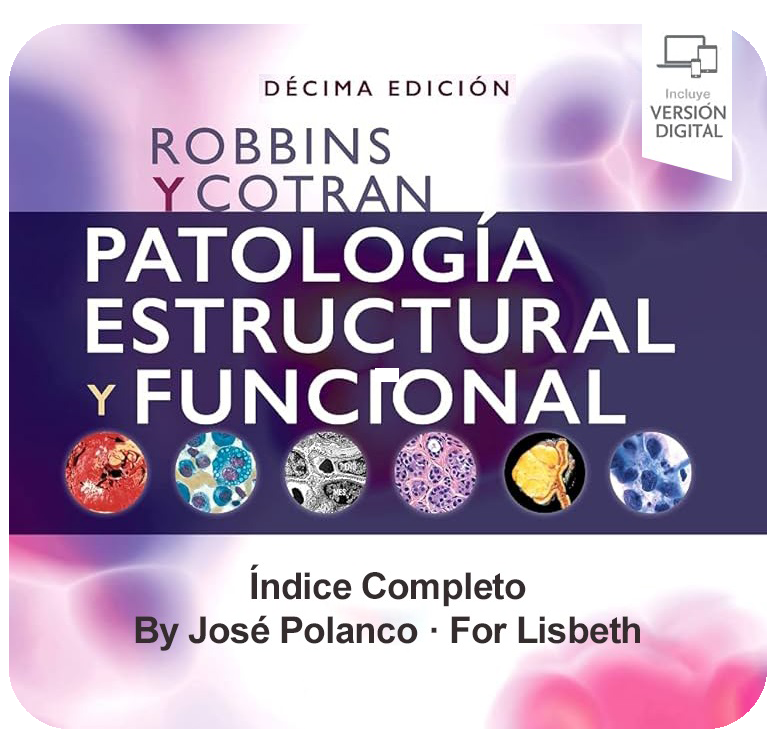 DÉCIMA EDICIÓN
Incluye
VERSIÓN
DIGITAL
ROBBINS
Y COTRAN
PATOLOGÍA
ESTRUCTURAL
Y FUNCIONAL
Índice Completo
By José Polanco · For Lisbeth